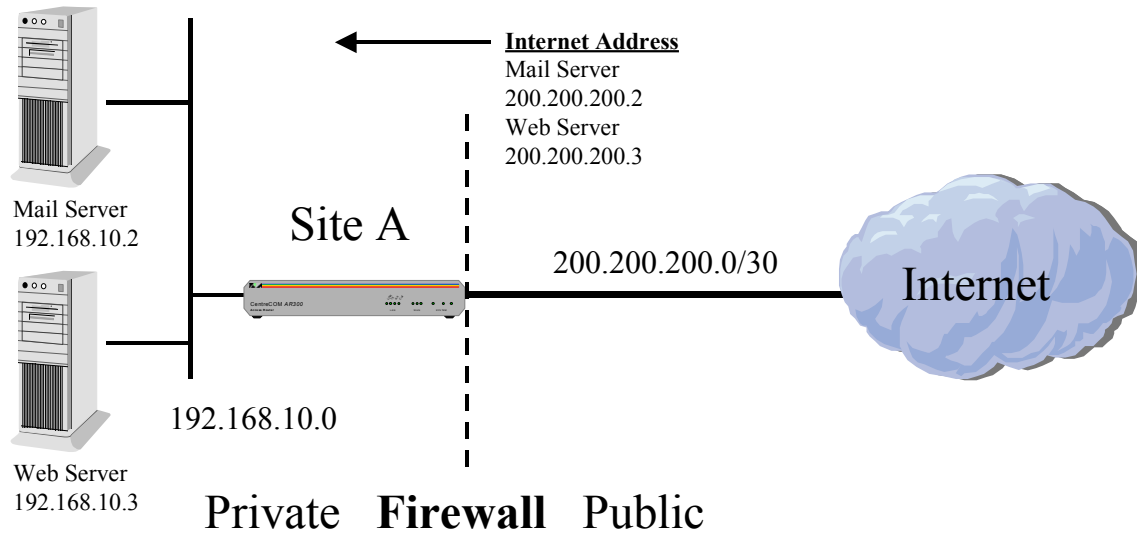 Internet Address
Mail Server
200.200.200.2
Web Server
200.200.200.3
Mail Server
192.168.10.2
Site A
200.200.200.0/30
Internet
CentreCOM AR300
Access Router
192.168.10.0
Web Server
192.168.10.3
Private Firewall Public